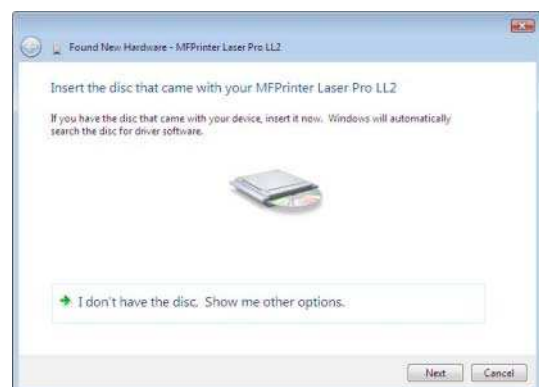 Found New Hardware - MFPrinter Laser Pro LL2
Insert the disc that came with your MFPrinter Laser Pro LL2
If you have the disc that came with your device, insert it now. Windows will automatically
search the disc for driver software.
I don't have the disc. Show me other options.
Next Cancel